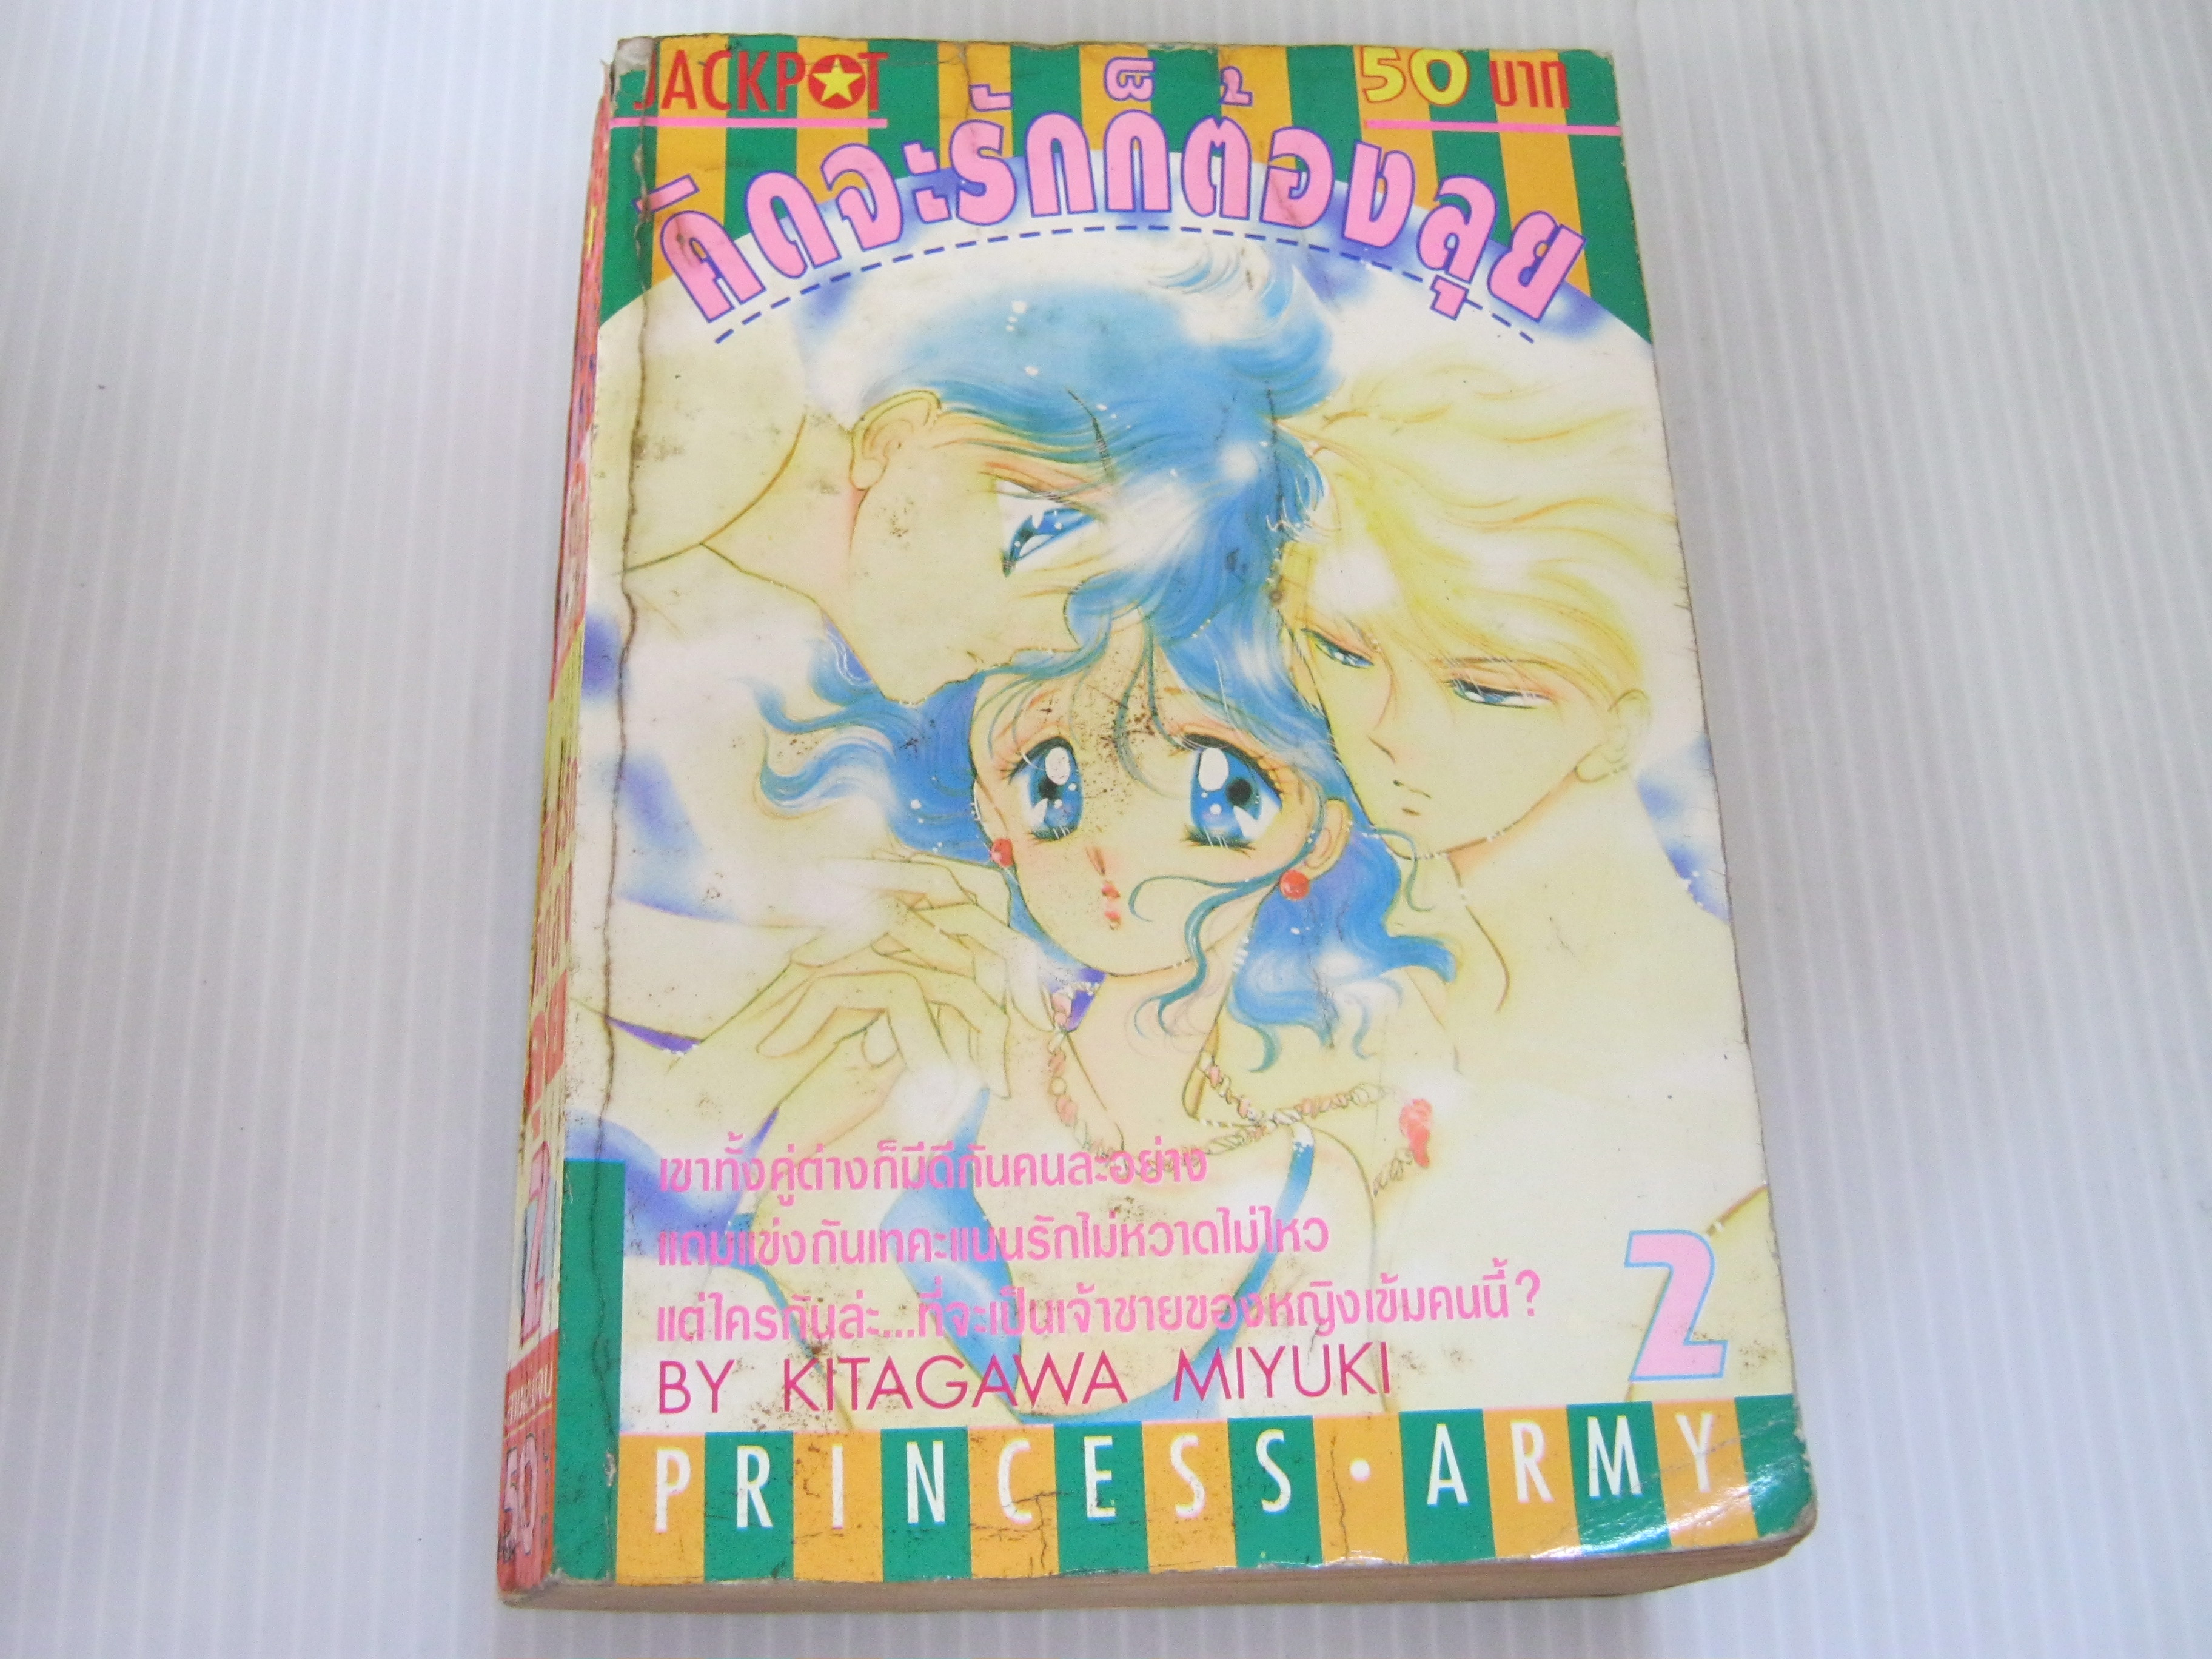 JACKPOT
50 บาท
คิดจะรักก็ต้องลุย
เขาทั้งคู่ต่างก็มีดีกันคนละอย่าง
แถมแข่งกันเทคะแนนรักไม่หวาดไม่ไหว
แต่ใครกันล่ะ...ที่จะเป็นเจ้าชายของหญิงเข้มคนนี้?
2
BY KITAGAWA MIYUKI
PRINCESS·ARMY
2
50